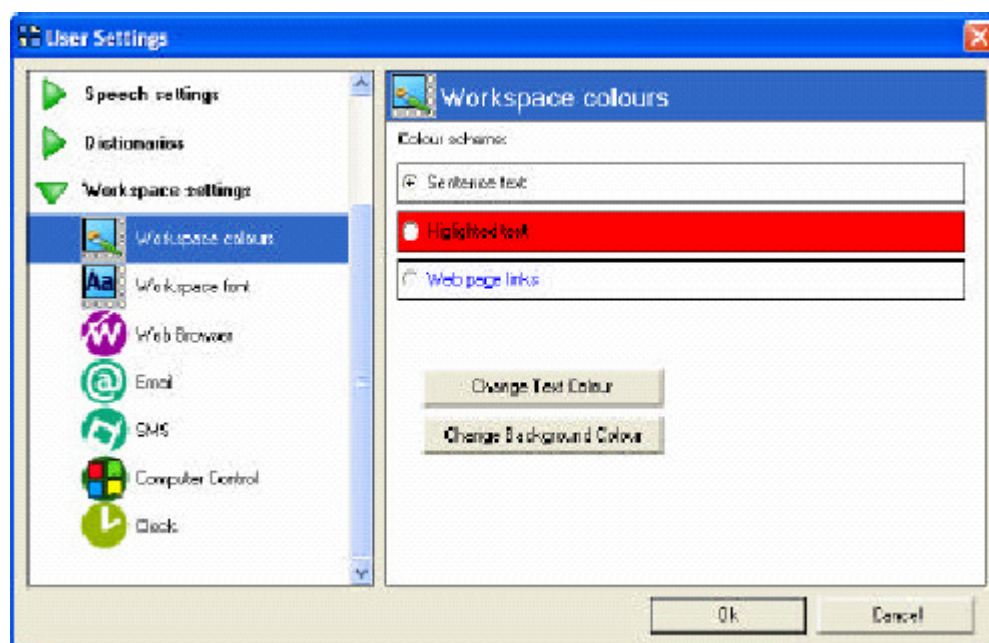 User Settings
Speech settings
Dictionaries
Workspace settings
Workspace colours
Workspace font
Web Browser
Email
SMS
Computer Control
Clock
Workspace colours
Colour scheme:
Sentence text
Higlighted text
Web page links
Change Text Colour
Change Background Colour
Ok
Cancel